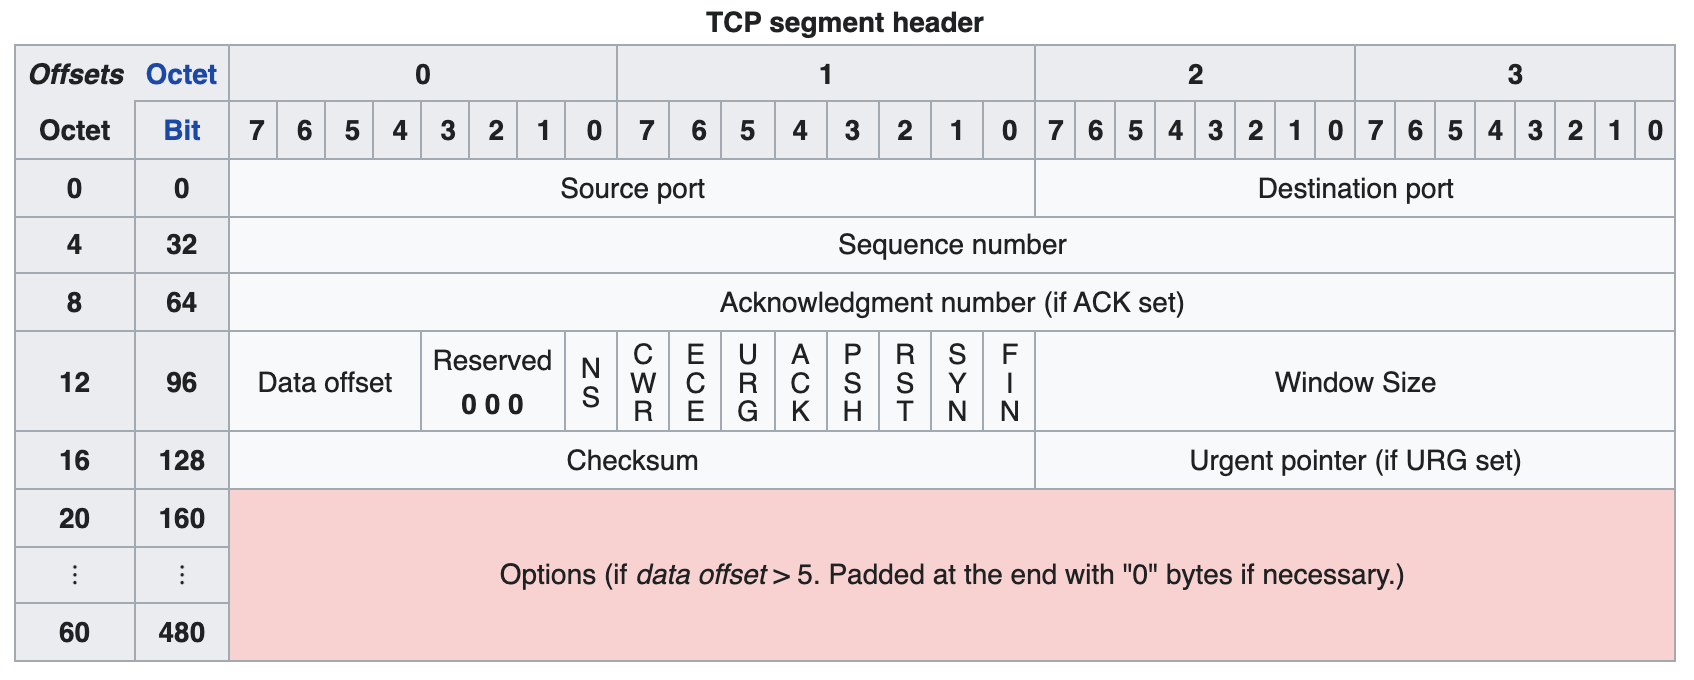 TCP segment header
Offsets Octet 0 1 2 3
Octet Bit 7 6 5 4 3 2 1 0 7 6 5 4 3 2 1 0 7 6 5 4 3 2 1 0 7 6 5 4 3 2 1 0
0 0 Source port Destination port
4 32 Sequence number
8 64 Acknowledgment number (if ACK set)
12 96 Data offset Reserved 0 0 0 NS CWR ECE URG ACK PSH RST SYN FIN Window Size
16 128 Checksum Urgent pointer (if URG set)
20 160
⋮ ⋮ Options (if data offset > 5. Padded at the end with "0" bytes if necessary.)
60 480